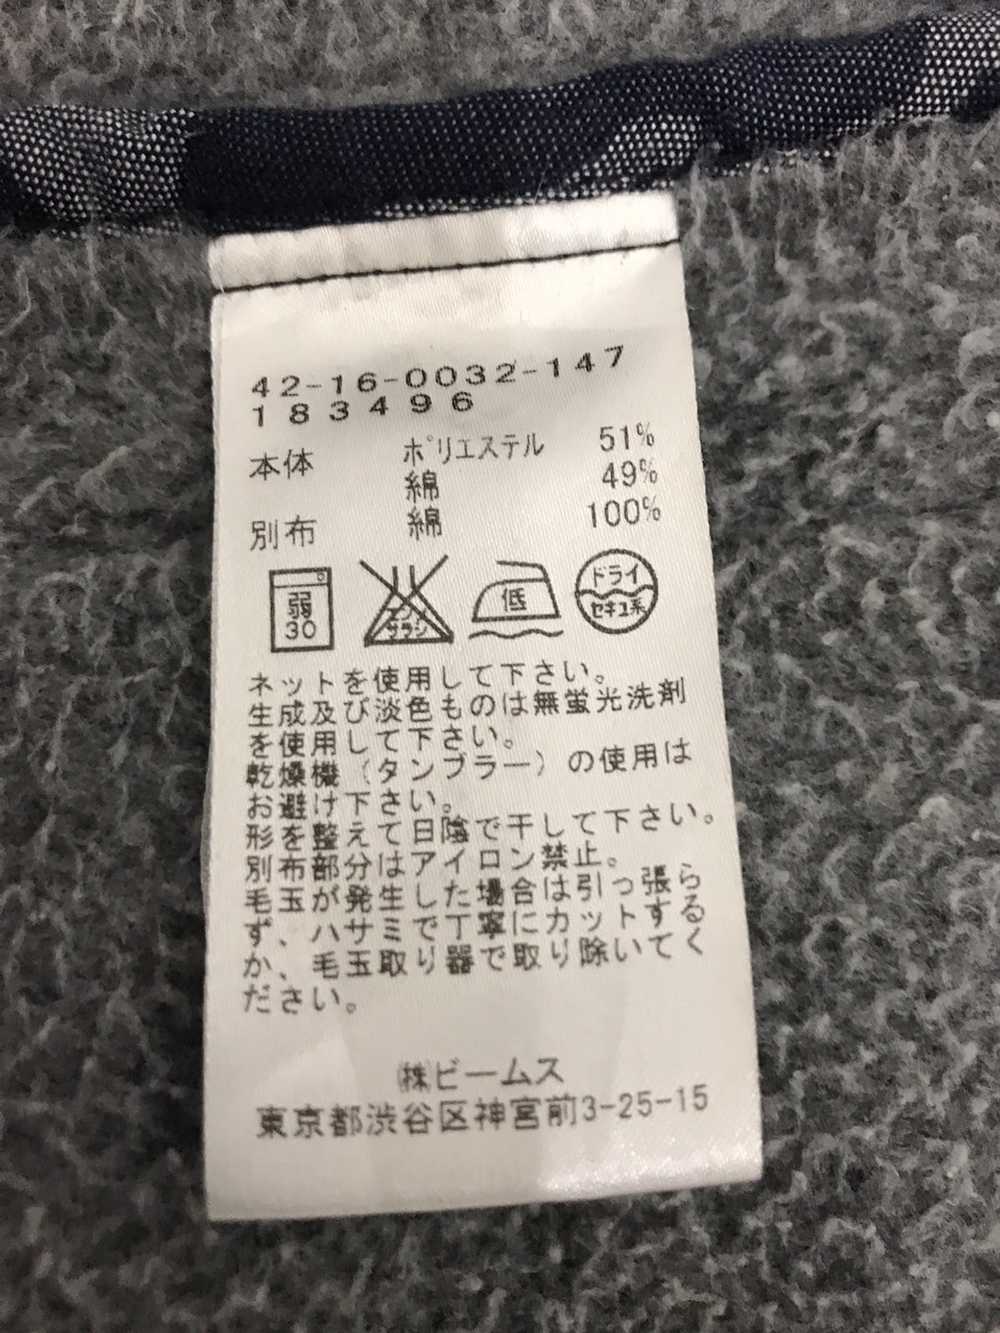 42-16-0032-147
183496
本体 ポリエステル 51%
綿 49%
別布 綿 100%
弱 30
エンソ サラシ
低
ドライ セキユ系
ネットを使用して下さい。
生成及び淡色ものは無蛍光洗剤
を使用して下さい。
乾燥機（タンブラー）の使用は
お避け下さい。
形を整えて日陰で干して下さい。
別布部分はアイロン禁止。
毛玉が発生した場合は引っ張ら
ず、ハサミで丁寧にカットする
か、毛玉取り器で取り除いてく
ださい。
㈱ビームス
東京都渋谷区神宮前3-25-15